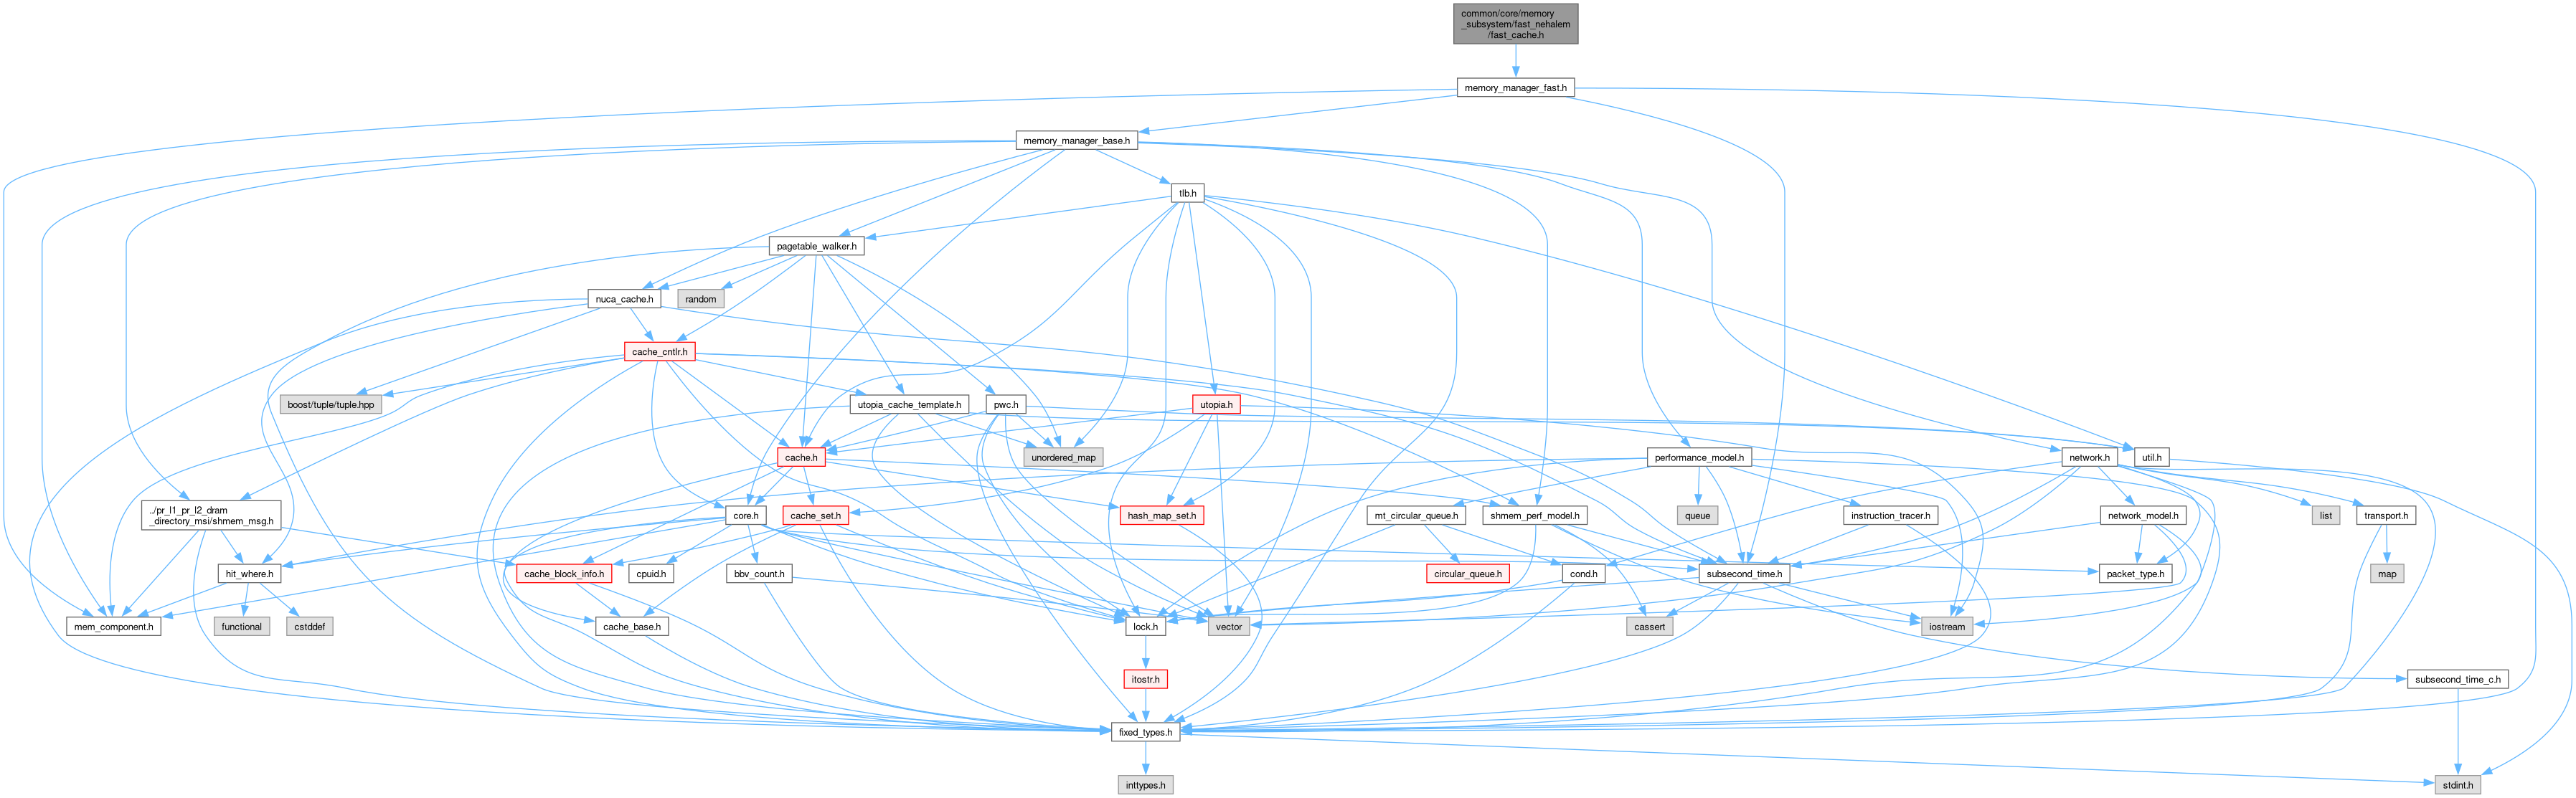 common/core/memory
_subsystem/fast_nehalem
/fast_cache.h
memory_manager_fast.h
memory_manager_base.h
tlb.h
pagetable_walker.h
nuca_cache.h
random
cache_cntlr.h
boost/tuple/tuple.hpp
utopia_cache_template.h
pwc.h
utopia.h
cache.h
unordered_map
performance_model.h
network.h
util.h
../pr_l1_pr_l2_dram
_directory_msi/shmem_msg.h
core.h
cache_set.h
hash_map_set.h
mt_circular_queue.h
shmem_perf_model.h
queue
instruction_tracer.h
network_model.h
list
transport.h
hit_where.h
cache_block_info.h
cpuid.h
bbv_count.h
circular_queue.h
cond.h
subsecond_time.h
packet_type.h
map
mem_component.h
functional
cstddef
cache_base.h
lock.h
vector
cassert
iostream
itostr.h
subsecond_time_c.h
fixed_types.h
inttypes.h
stdint.h